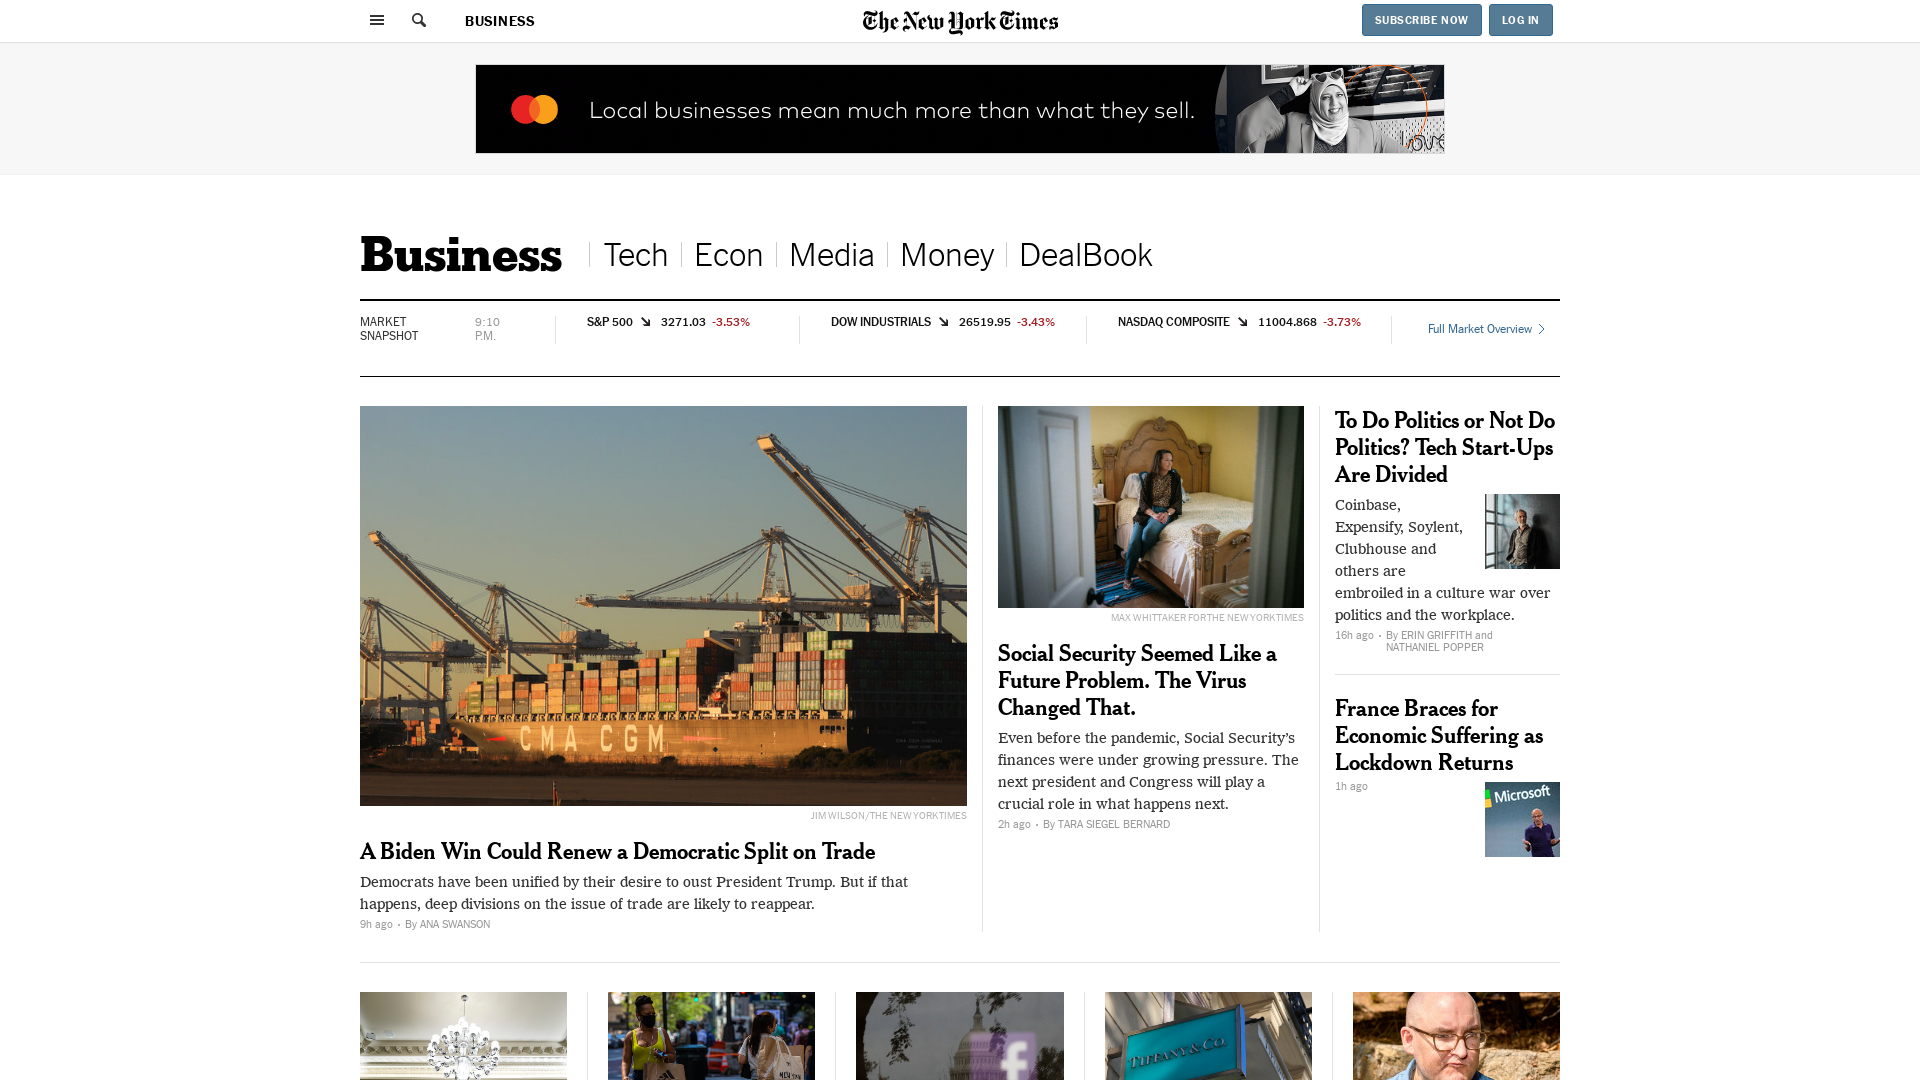 BUSINESS
The New York Times
SUBSCRIBE NOW
LOG IN
Local businesses mean much more than what they sell.
love
Business
Tech
Econ
Media
Money
DealBook
MARKET
SNAPSHOT
9:10
P.M.
S&P 500 3271.03 -3.53%
DOW INDUSTRIALS 26519.95 -3.43%
NASDAQ COMPOSITE 11004.868 -3.73%
Full Market Overview
CMA CGM
JIM WILSON/THE NEW YORK TIMES
A Biden Win Could Renew a Democratic Split on Trade
Democrats have been unified by their desire to oust President Trump. But if that
happens, deep divisions on the issue of trade are likely to reappear.
9h ago • By ANA SWANSON
MAX WHITTAKER FOR THE NEW YORK TIMES
Social Security Seemed Like a
Future Problem. The Virus
Changed That.
Even before the pandemic, Social Security’s
finances were under growing pressure. The
next president and Congress will play a
crucial role in what happens next.
2h ago • By TARA SIEGEL BERNARD
To Do Politics or Not Do
Politics? Tech Start-Ups
Are Divided
Coinbase,
Expensify, Soylent,
Clubhouse and
others are
embroiled in a culture war over
politics and the workplace.
16h ago • By ERIN GRIFFITH and
NATHANIEL POPPER
France Braces for
Economic Suffering as
Lockdown Returns
1h ago
Microsoft
f
TIFFANY & CO.